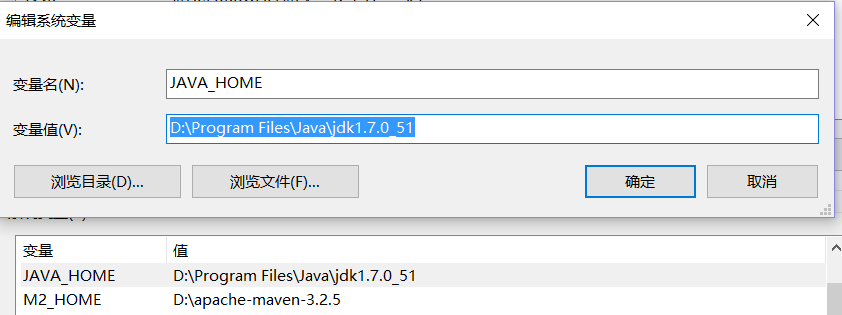 编辑系统变量
变量名(N):
JAVA_HOME
变量值(V):
D:\Program Files\Java\jdk1.7.0_51
浏览目录(D)...
浏览文件(F)...
确定
取消
变量
值
JAVA_HOME
D:\Program Files\Java\jdk1.7.0_51
M2_HOME
D:\apache-maven-3.2.5